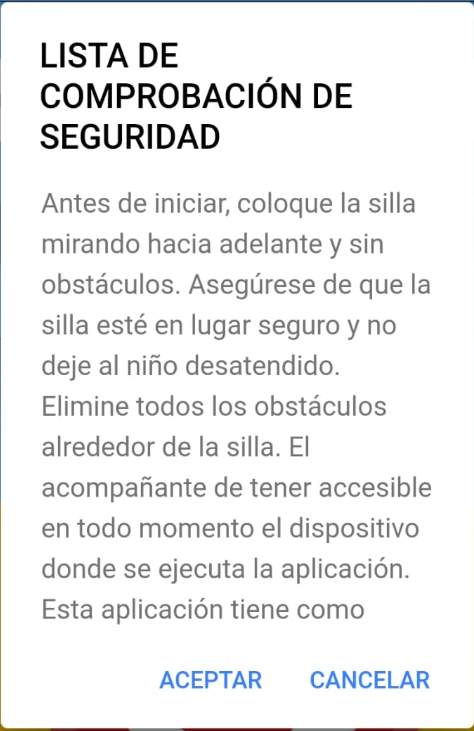 LISTA DE
COMPROBACIÓN DE
SEGURIDAD
Antes de iniciar, coloque la silla
mirando hacia adelante y sin
obstáculos. Asegúrese de que la
silla esté en lugar seguro y no
deje al niño desatendido.
Elimine todos los obstáculos
alrededor de la silla. El
acompañante de tener accesible
en todo momento el dispositivo
donde se ejecuta la aplicación.
Esta aplicación tiene como
ACEPTAR CANCELAR